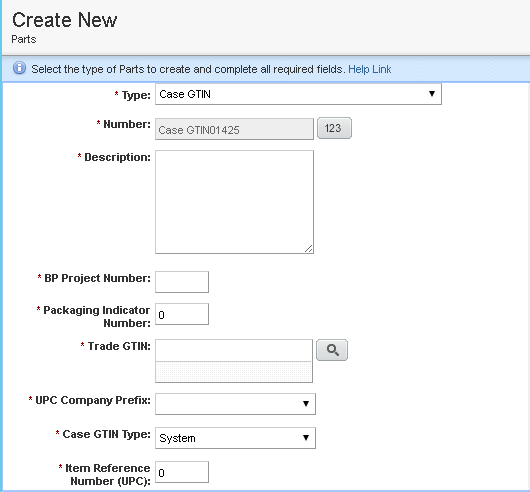 Create New
Parts
Select the type of Parts to create and complete all required fields. Help Link
* Type: Case GTIN
* Number: Case GTIN01425 123
* Description:
* BP Project Number:
* Packaging Indicator
Number: 0
* Trade GTIN:
* UPC Company Prefix:
* Case GTIN Type: System
* Item Reference
Number (UPC): 0